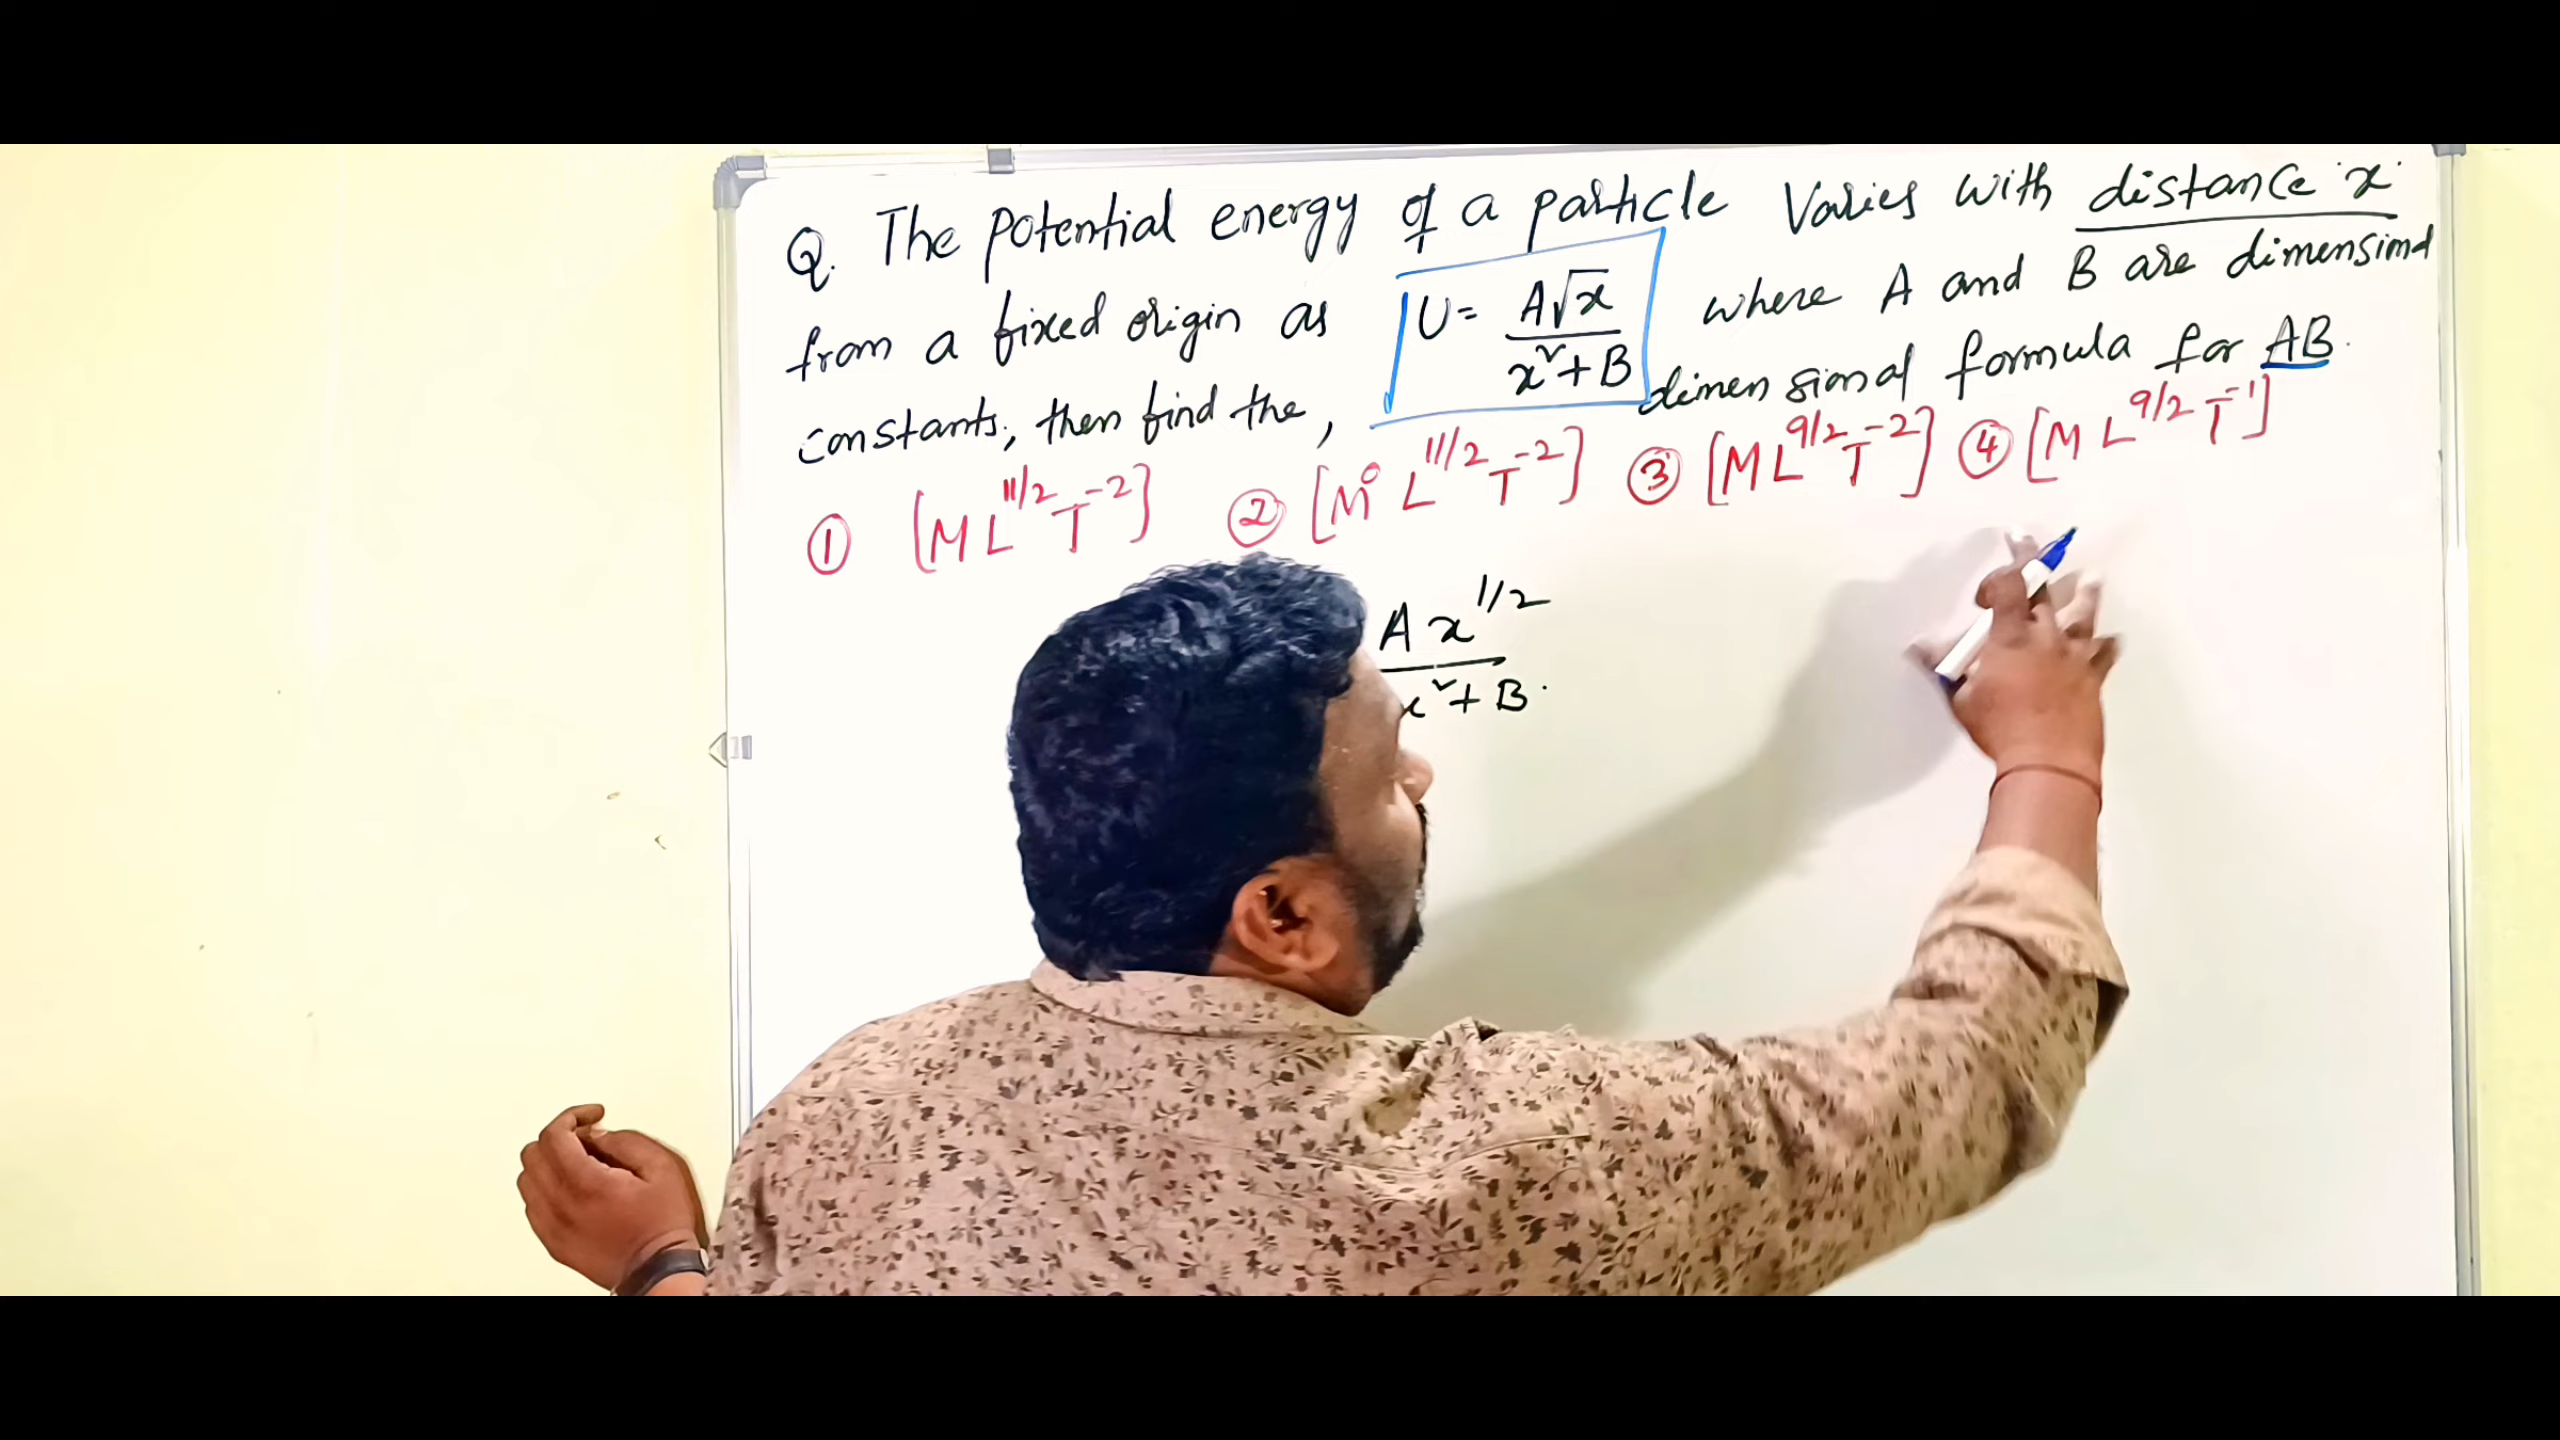 Q. The Potential energy of a particle Varies with distance 'x'
from a fixed origin as U = A√x / x² + B where A and B are dimensional
constants, then find the, dimensional formula for AB.
① [M L^11/2 T^-2] ② [M^0 L^11/2 T^-2] ③ [M L^9/2 T^-2] ④ [M L^9/2 T^-1]
A x^1/2
x² + B.